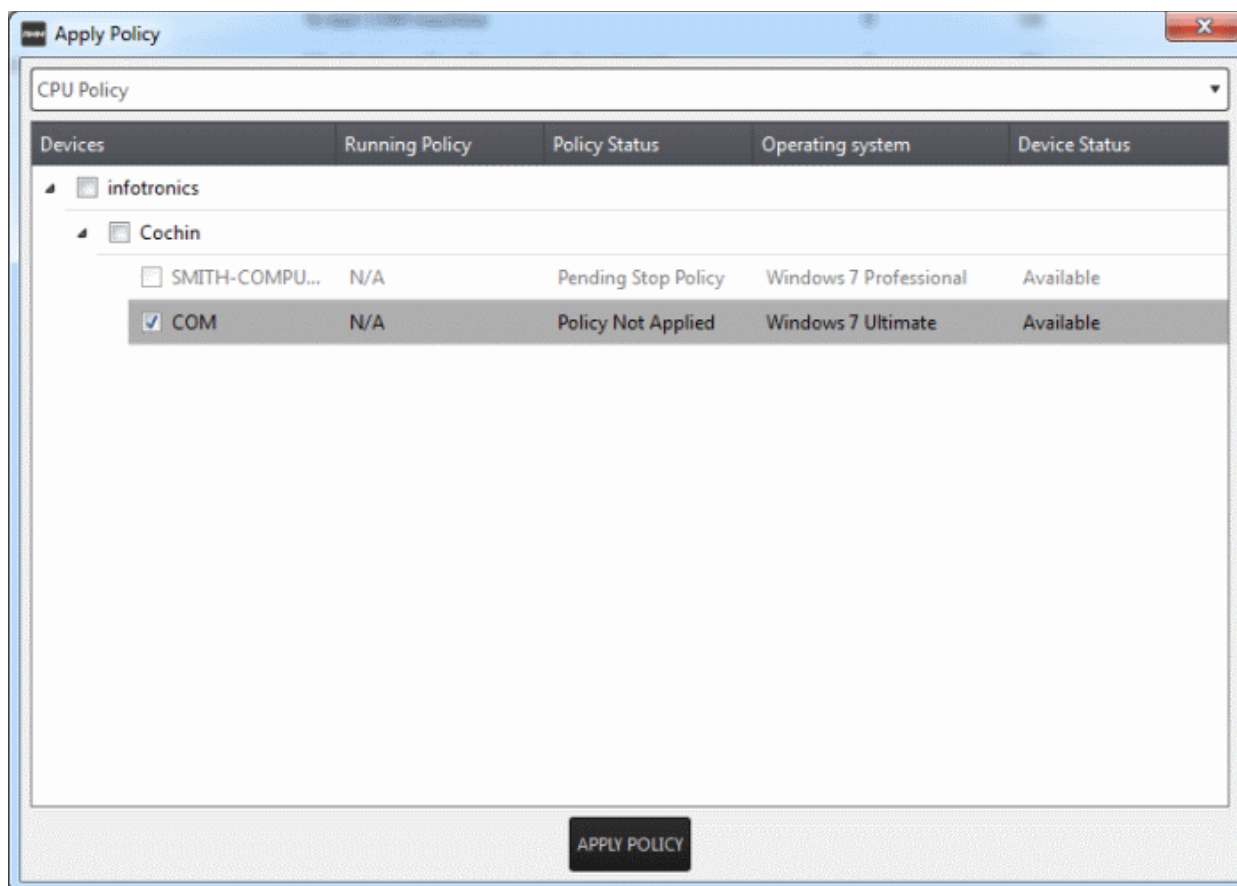 Apply Policy
CPU Policy
Devices Running Policy Policy Status Operating system Device Status
infotronics
Cochin
SMITH-COMPU... N/A Pending Stop Policy Windows 7 Professional Available
COM N/A Policy Not Applied Windows 7 Ultimate Available
APPLY POLICY